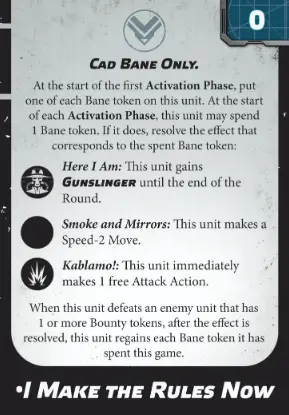 0
CAD BANE ONLY.
At the start of the first Activation Phase, put
one of each Bane token on this unit. At the start
of each Activation Phase, this unit may spend
1 Bane token. If it does, resolve the effect that
corresponds to the spent Bane token:
Here I Am: This unit gains
GUNSLINGER until the end of the
Round.
Smoke and Mirrors: This unit makes a
Speed-2 Move.
Kablamo!: This unit immediately
makes 1 free Attack Action.
When this unit defeats an enemy unit that has
1 or more Bounty tokens, after the effect is
resolved, this unit regains each Bane token it has
spent this game.
•I MAKE THE RULES NOW